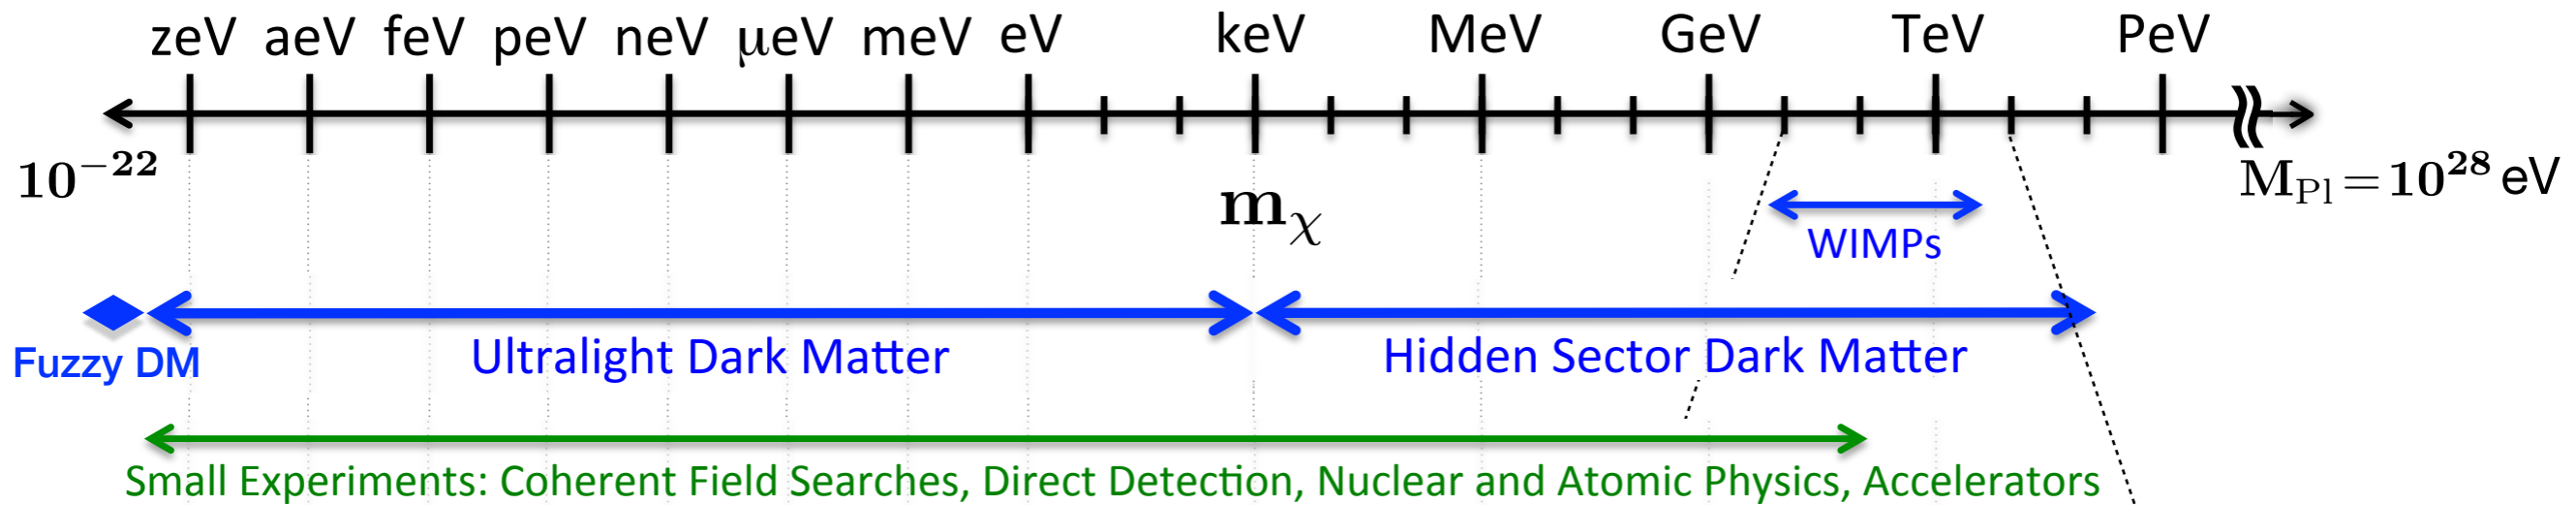 zeV aeV feV peV neV μeV meV eV keV MeV GeV TeV PeV
10⁻²² M_Pl = 10²⁸ eV
m_χ
WIMPs
Fuzzy DM Ultralight Dark Matter Hidden Sector Dark Matter
Small Experiments: Coherent Field Searches, Direct Detection, Nuclear and Atomic Physics, Accelerators